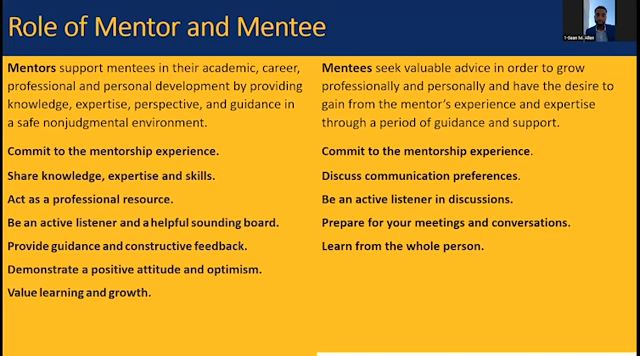 Role of Mentor and Mentee
Mentors support mentees in their academic, career,
professional and personal development by providing
knowledge, expertise, perspective, and guidance in
a safe nonjudgmental environment.
Commit to the mentorship experience.
Share knowledge, expertise and skills.
Act as a professional resource.
Be an active listener and a helpful sounding board.
Provide guidance and constructive feedback.
Demonstrate a positive attitude and optimism.
Value learning and growth.
Mentees seek valuable advice in order to grow
professionally and personally and have the desire to
gain from the mentor's experience and expertise
through a period of guidance and support.
Commit to the mentorship experience.
Discuss communication preferences.
Be an active listener in discussions.
Prepare for your meetings and conversations.
Learn from the whole person.
M. Allen